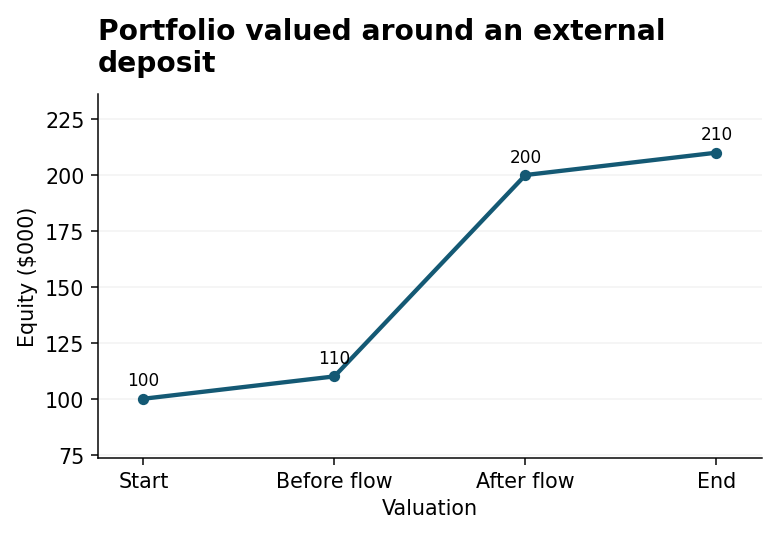 Portfolio valued around an external
deposit
Equity ($000)
225
200
175
150
125
100
75
100
110
200
210
Start
Before flow
After flow
End
Valuation